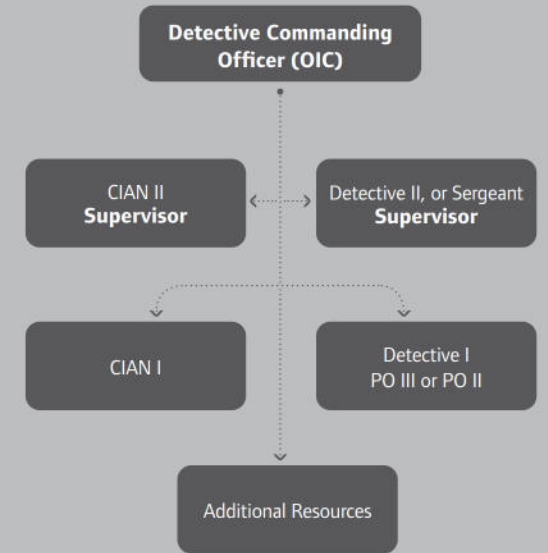 Detective Commanding
Officer (OIC)
CIAN II
Supervisor
Detective II, or Sergeant
Supervisor
CIAN I
Detective I
PO III or PO II
Additional Resources